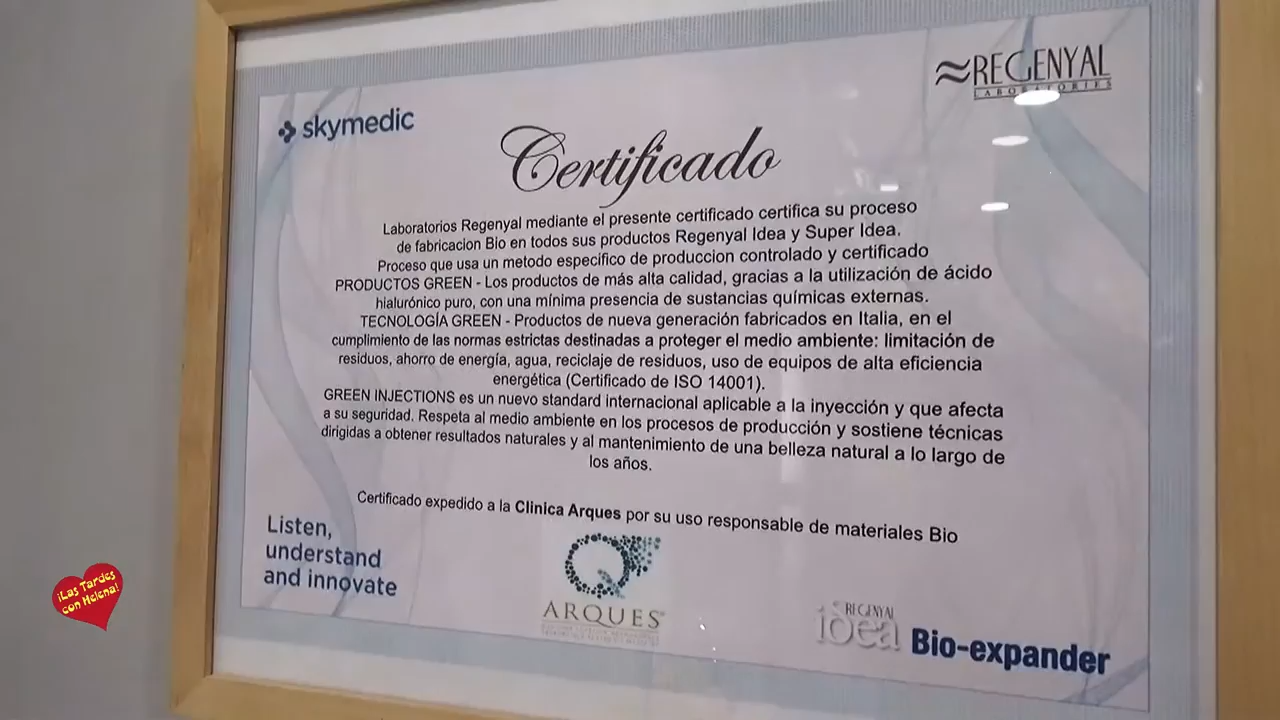 skymedic
REGENYAL
LABORATORIES
Certificado
Laboratorios Regenyal mediante el presente certificado certifica su proceso
de fabricacion Bio en todos sus productos Regenyal Idea y Super Idea.
Proceso que usa un metodo especifico de produccion controlado y certificado
PRODUCTOS GREEN - Los productos de más alta calidad, gracias a la utilización de ácido
hialurónico puro, con una mínima presencia de sustancias químicas externas.
TECNOLOGÍA GREEN - Productos de nueva generación fabricados en Italia, en el
cumplimiento de las normas estrictas destinadas a proteger el medio ambiente: limitación de
residuos, ahorro de energía, agua, reciclaje de residuos, uso de equipos de alta eficiencia
energética (Certificado de ISO 14001).
GREEN INJECTIONS es un nuevo standard internacional aplicable a la inyección y que afecta
a su seguridad. Respeta al medio ambiente en los procesos de producción y sostiene técnicas
dirigidas a obtener resultados naturales y al mantenimiento de una belleza natural a lo largo de
los años.
Certificado expedido a la Clinica Arques por su uso responsable de materiales Bio
Listen,
understand
and innovate
ARQUES
REGENYAL
idea
Bio-expander
¡Las Tardes
con Helena!